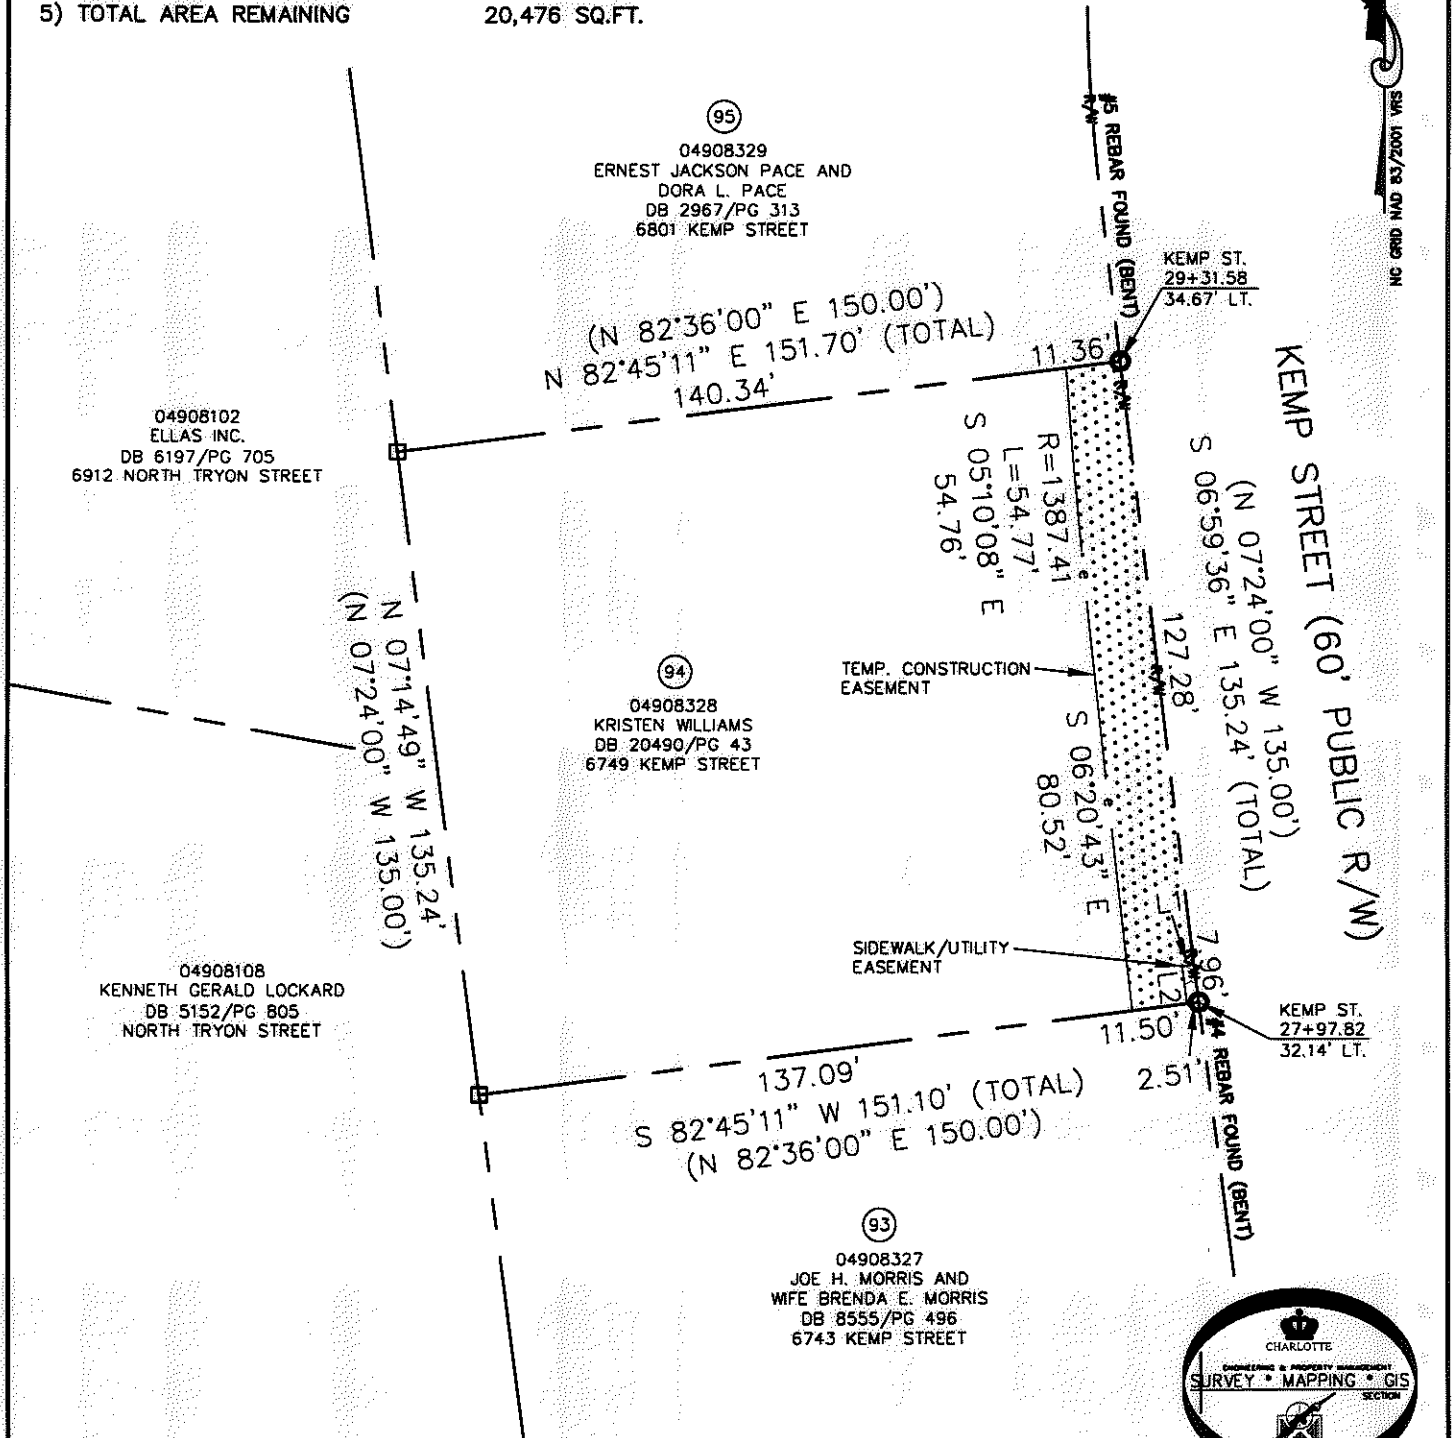 5) TOTAL AREA REMAINING 20,476 SQ.FT.
NC GRID NAD 83/2001 VRS
95
04908329
ERNEST JACKSON PACE AND
DORA L. PACE
DB 2967/PG 313
6801 KEMP STREET
R/W
#5 REBAR FOUND (BENT)
KEMP ST.
29+31.58
34.67' LT.
(N 82°36'00" E 150.00')
N 82°45'11" E 151.70' (TOTAL)
140.34'
11.36'
R/W
04908102
ELLAS INC.
DB 6197/PG 705
6912 NORTH TRYON STREET
R=1387.41
L=54.77'
S 05°10'08" E
54.76'
e
KEMP STREET (60' PUBLIC R/W)
(N 07°24'00" W 135.00')
S 06°59'36" E 135.24' (TOTAL)
127.28'
R/W
N 07°14'49" W 135.24'
(N 07°24'00" W 135.00')
94
04908328
KRISTEN WILLIAMS
DB 20490/PG 43
6749 KEMP STREET
TEMP. CONSTRUCTION
EASEMENT
S 06°20'43" E
80.52'
e
04908108
KENNETH GERALD LOCKARD
DB 5152/PG 805
NORTH TRYON STREET
SIDEWALK/UTILITY
EASEMENT
L1
L2
R/W
7.96'
KEMP ST.
27+97.82
32.14' LT.
11.50'
2.51'
#4 REBAR FOUND (BENT)
137.09'
S 82°45'11" W 151.10' (TOTAL)
(N 82°36'00" E 150.00')
93
04908327
JOE H. MORRIS AND
WIFE BRENDA E. MORRIS
DB 8555/PG 496
6743 KEMP STREET
CHARLOTTE
ENGINEERING & PROPERTY MANAGEMENT
SURVEY * MAPPING * GIS
SECTION